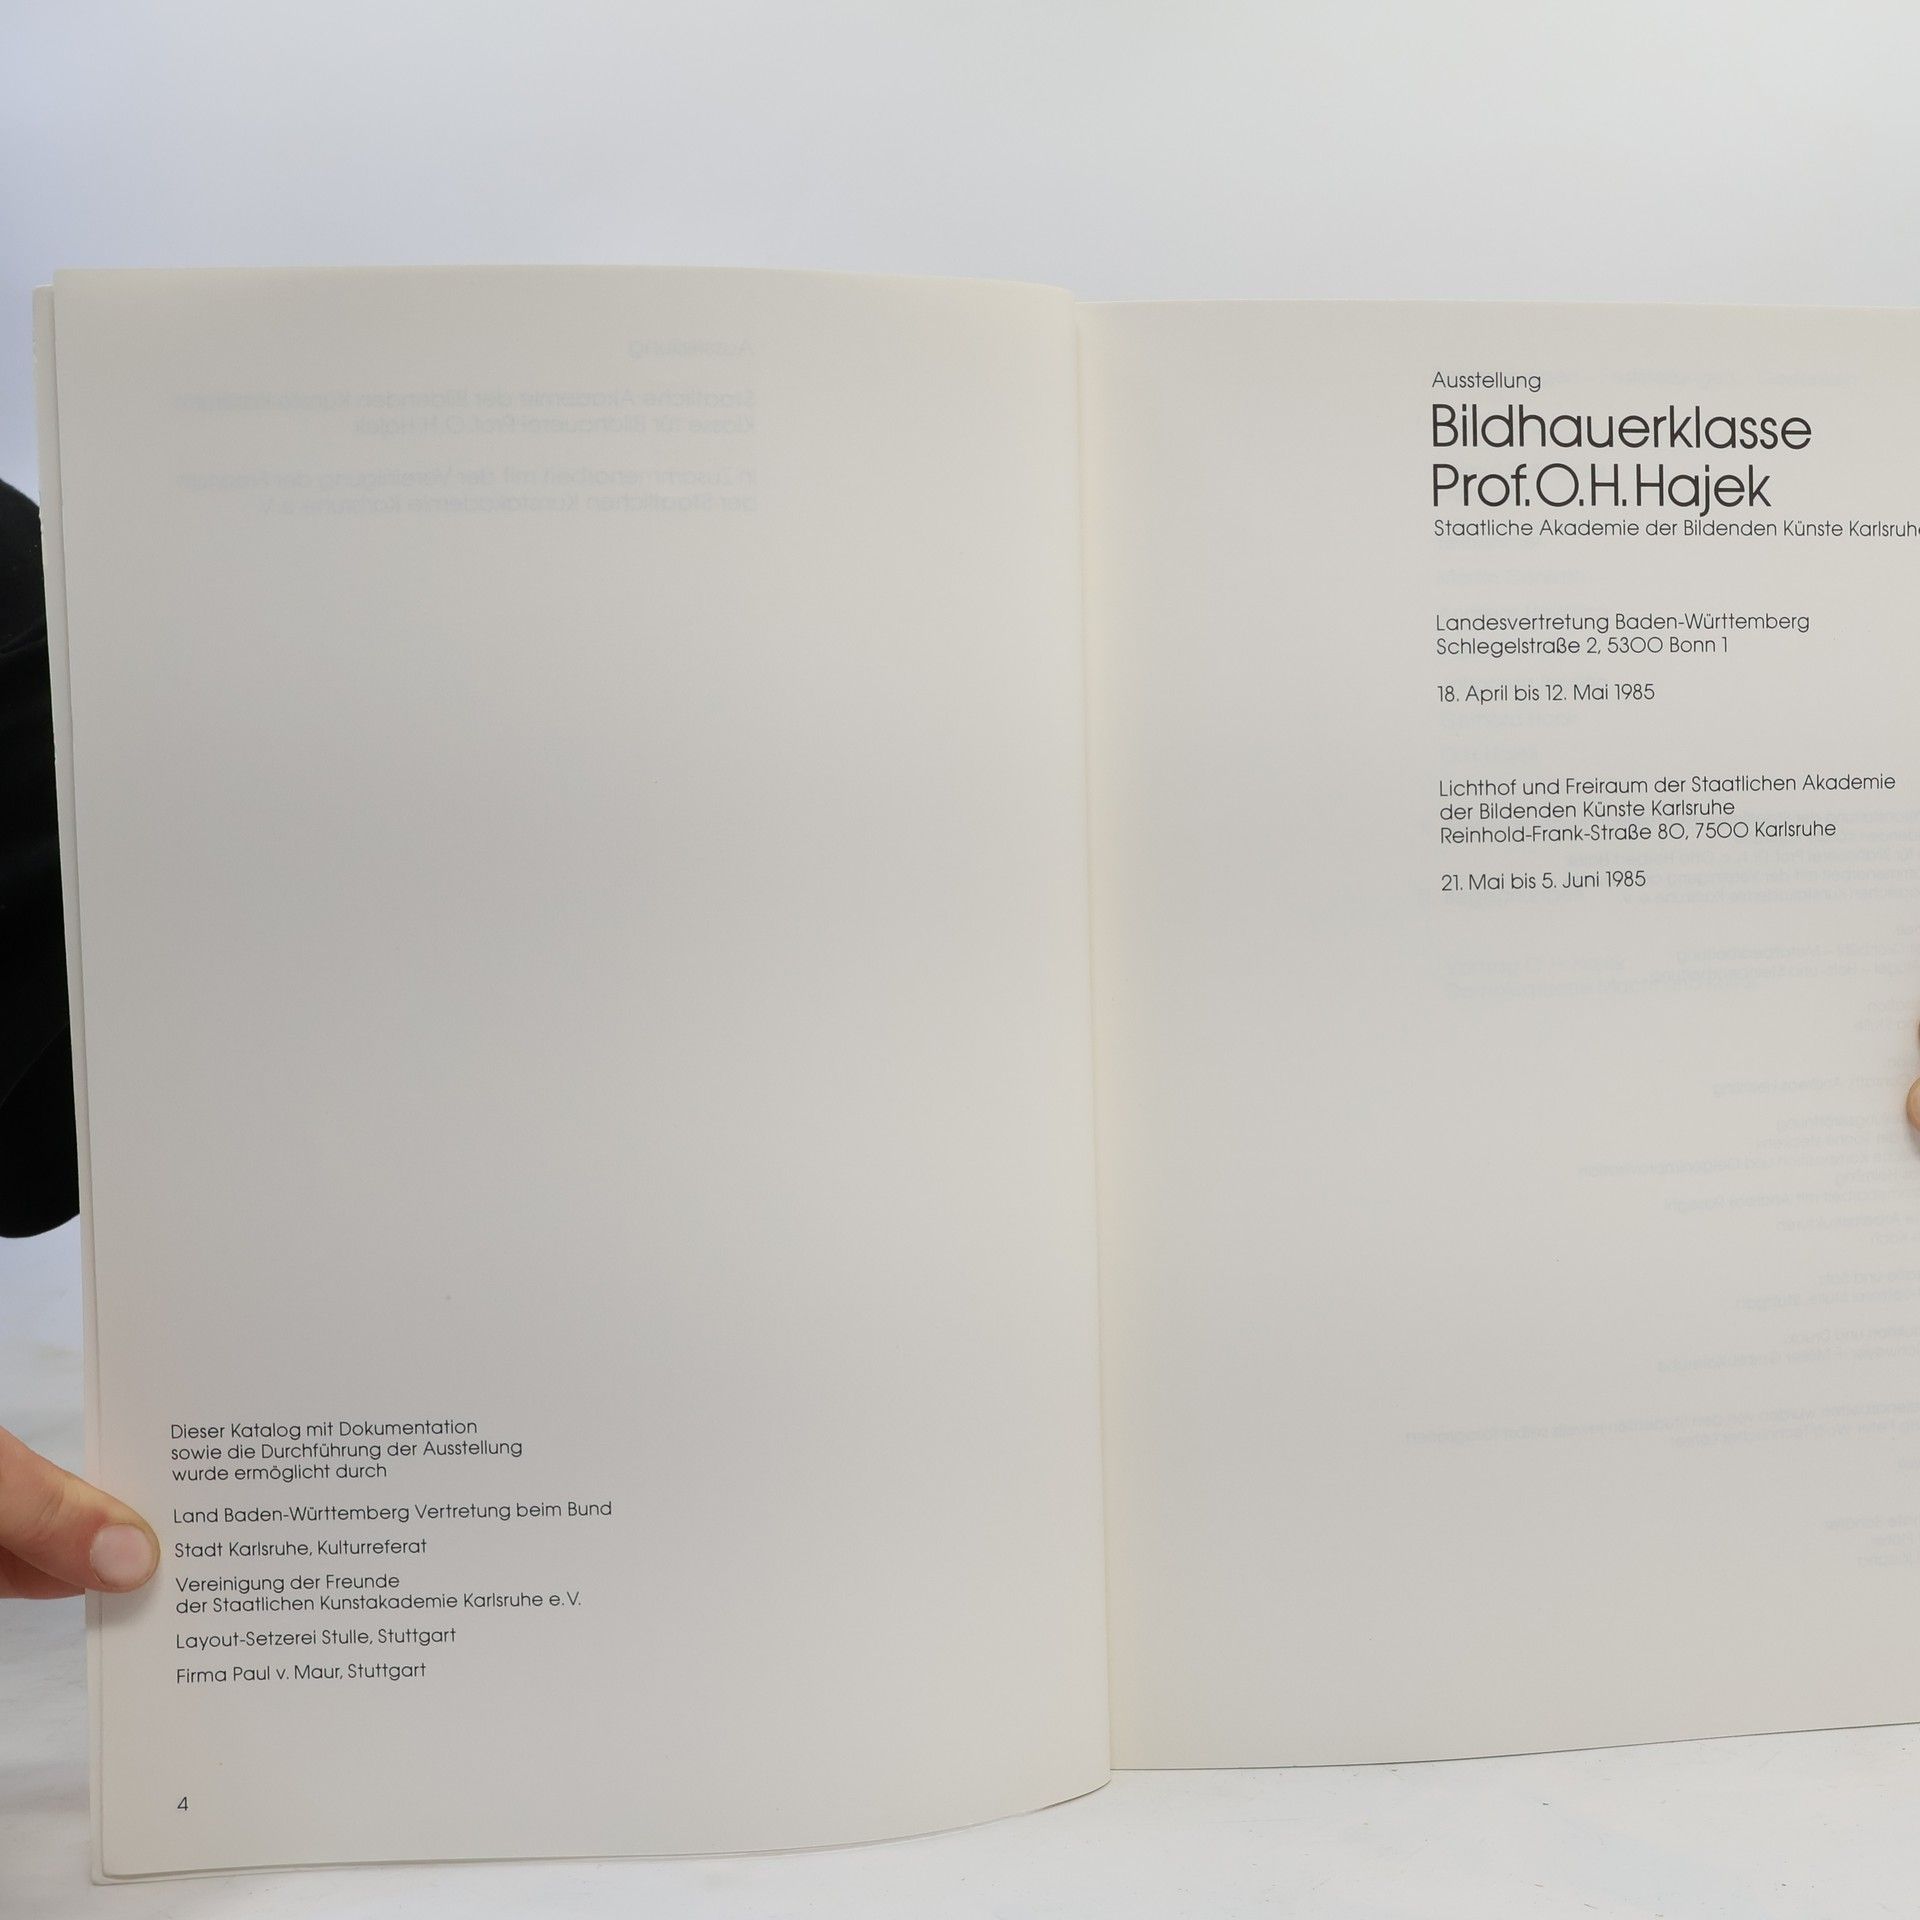 Dieser Katalog mit Dokumentation
sowie die Durchführung der Ausstellung
wurde ermöglicht durch
Land Baden-Württemberg Vertretung beim Bund
Stadt Karlsruhe, Kulturreferat
Vereinigung der Freunde
der Staatlichen Kunstakademie Karlsruhe e.V.
Layout-Setzerei Stulle, Stuttgart
Firma Paul v. Maur, Stuttgart
4
Ausstellung
Bildhauerklasse
Prof.O.H.Hajek
Staatliche Akademie der Bildenden Künste Karlsruhe
Landesvertretung Baden-Württemberg
Schlegelstraße 2, 5300 Bonn 1
18. April bis 12. Mai 1985
Lichthof und Freiraum der Staatlichen Akademie
der Bildenden Künste Karlsruhe
Reinhold-Frank-Straße 80, 7500 Karlsruhe
21. Mai bis 5. Juni 1985